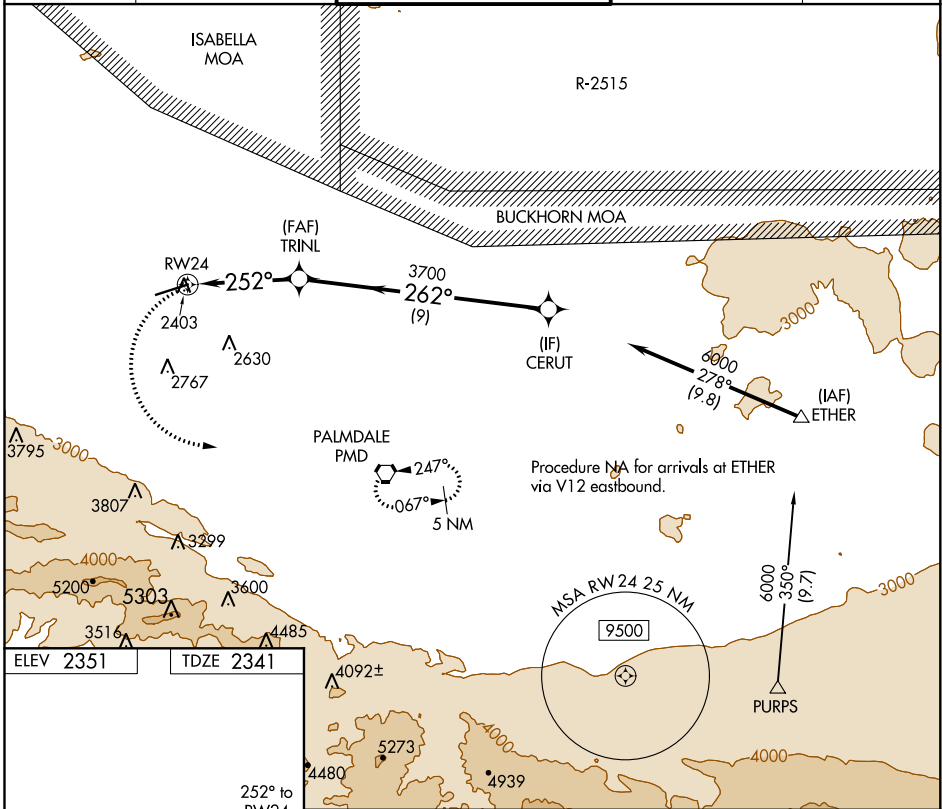 ISABELLA
MOA
R-2515
BUCKHORN MOA
(FAF)
TRINL
RW24
252°
3700
262°
(9)
2403
(IF)
CERUT
2630
2767
6000
278°
(9.8)
3000
(IAF)
ETHER
PALMDALE
PMD
247°
067°
5 NM
Procedure NA for arrivals at ETHER
via V12 eastbound.
3795
3000
3807
3299
4000
5200
5303
3600
3516
4485
MSA RW24 25 NM
9500
6000
350°
(9.7)
3000
PURPS
ELEV 2351
TDZE 2341
4092±
4000
5273
4480
4939
4000
252° to
RW24